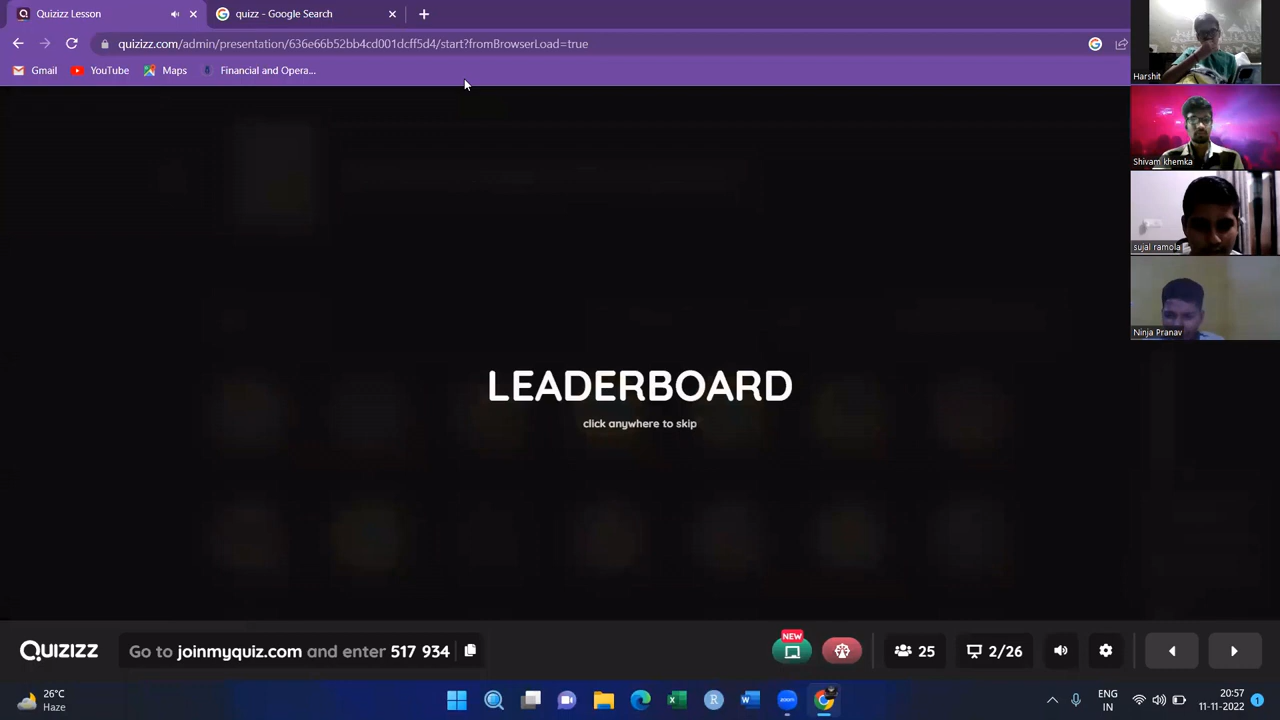 Quizizz Lesson
quizz - Google Search
quizizz.com/admin/presentation/636e66b52bb4cd001dcff5d4/start?fromBrowserLoad=true
Gmail
YouTube
Maps
Financial and Opera...
Harshit
Shivam khemka
sujal ramola
Ninja Pranav
LEADERBOARD
click anywhere to skip
QUIZIZZ
Go to joinmyquiz.com and enter 517 934
NEW
25
2/26
26°C
Haze
ENG
IN
20:57
11-11-2022
1